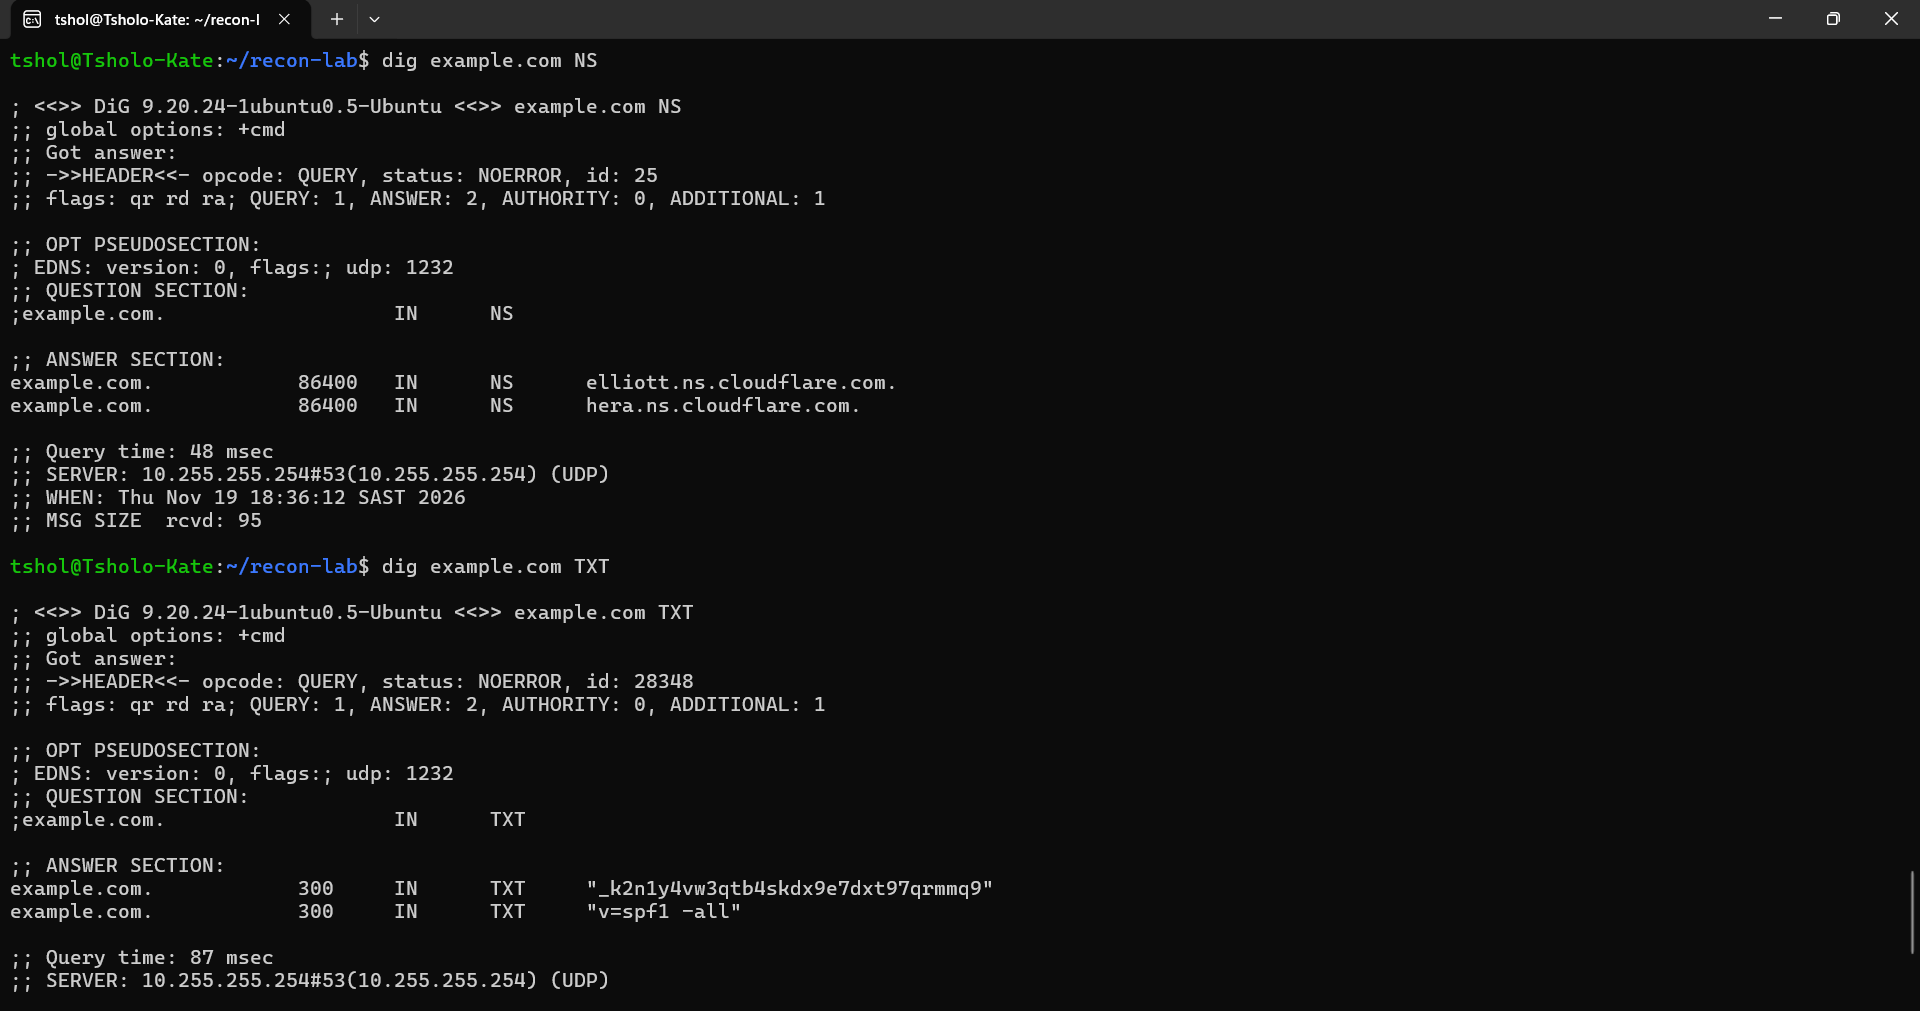 tshol@Tsholo-Kate: ~/recon-l
tshol@Tsholo-Kate:~/recon-lab$ dig example.com NS
; <<>> DiG 9.20.24-1ubuntu0.5-Ubuntu <<>> example.com NS
;; global options: +cmd
;; Got answer:
;; ->>HEADER<<- opcode: QUERY, status: NOERROR, id: 25
;; flags: qr rd ra; QUERY: 1, ANSWER: 2, AUTHORITY: 0, ADDITIONAL: 1
;; OPT PSEUDOSECTION:
; EDNS: version: 0, flags:; udp: 1232
;; QUESTION SECTION:
;example.com. IN NS
;; ANSWER SECTION:
example.com. 86400 IN NS elliott.ns.cloudflare.com.
example.com. 86400 IN NS hera.ns.cloudflare.com.
;; Query time: 48 msec
;; SERVER: 10.255.255.254#53(10.255.255.254) (UDP)
;; WHEN: Thu Nov 19 18:36:12 SAST 2026
;; MSG SIZE  rcvd: 95
tshol@Tsholo-Kate:~/recon-lab$ dig example.com TXT
; <<>> DiG 9.20.24-1ubuntu0.5-Ubuntu <<>> example.com TXT
;; global options: +cmd
;; Got answer:
;; ->>HEADER<<- opcode: QUERY, status: NOERROR, id: 28348
;; flags: qr rd ra; QUERY: 1, ANSWER: 2, AUTHORITY: 0, ADDITIONAL: 1
;; OPT PSEUDOSECTION:
; EDNS: version: 0, flags:; udp: 1232
;; QUESTION SECTION:
;example.com. IN TXT
;; ANSWER SECTION:
example.com. 300 IN TXT "_k2n1y4vw3qtb4skdx9e7dxt97qrmmq9"
example.com. 300 IN TXT "v=spf1 -all"
;; Query time: 87 msec
;; SERVER: 10.255.255.254#53(10.255.255.254) (UDP)